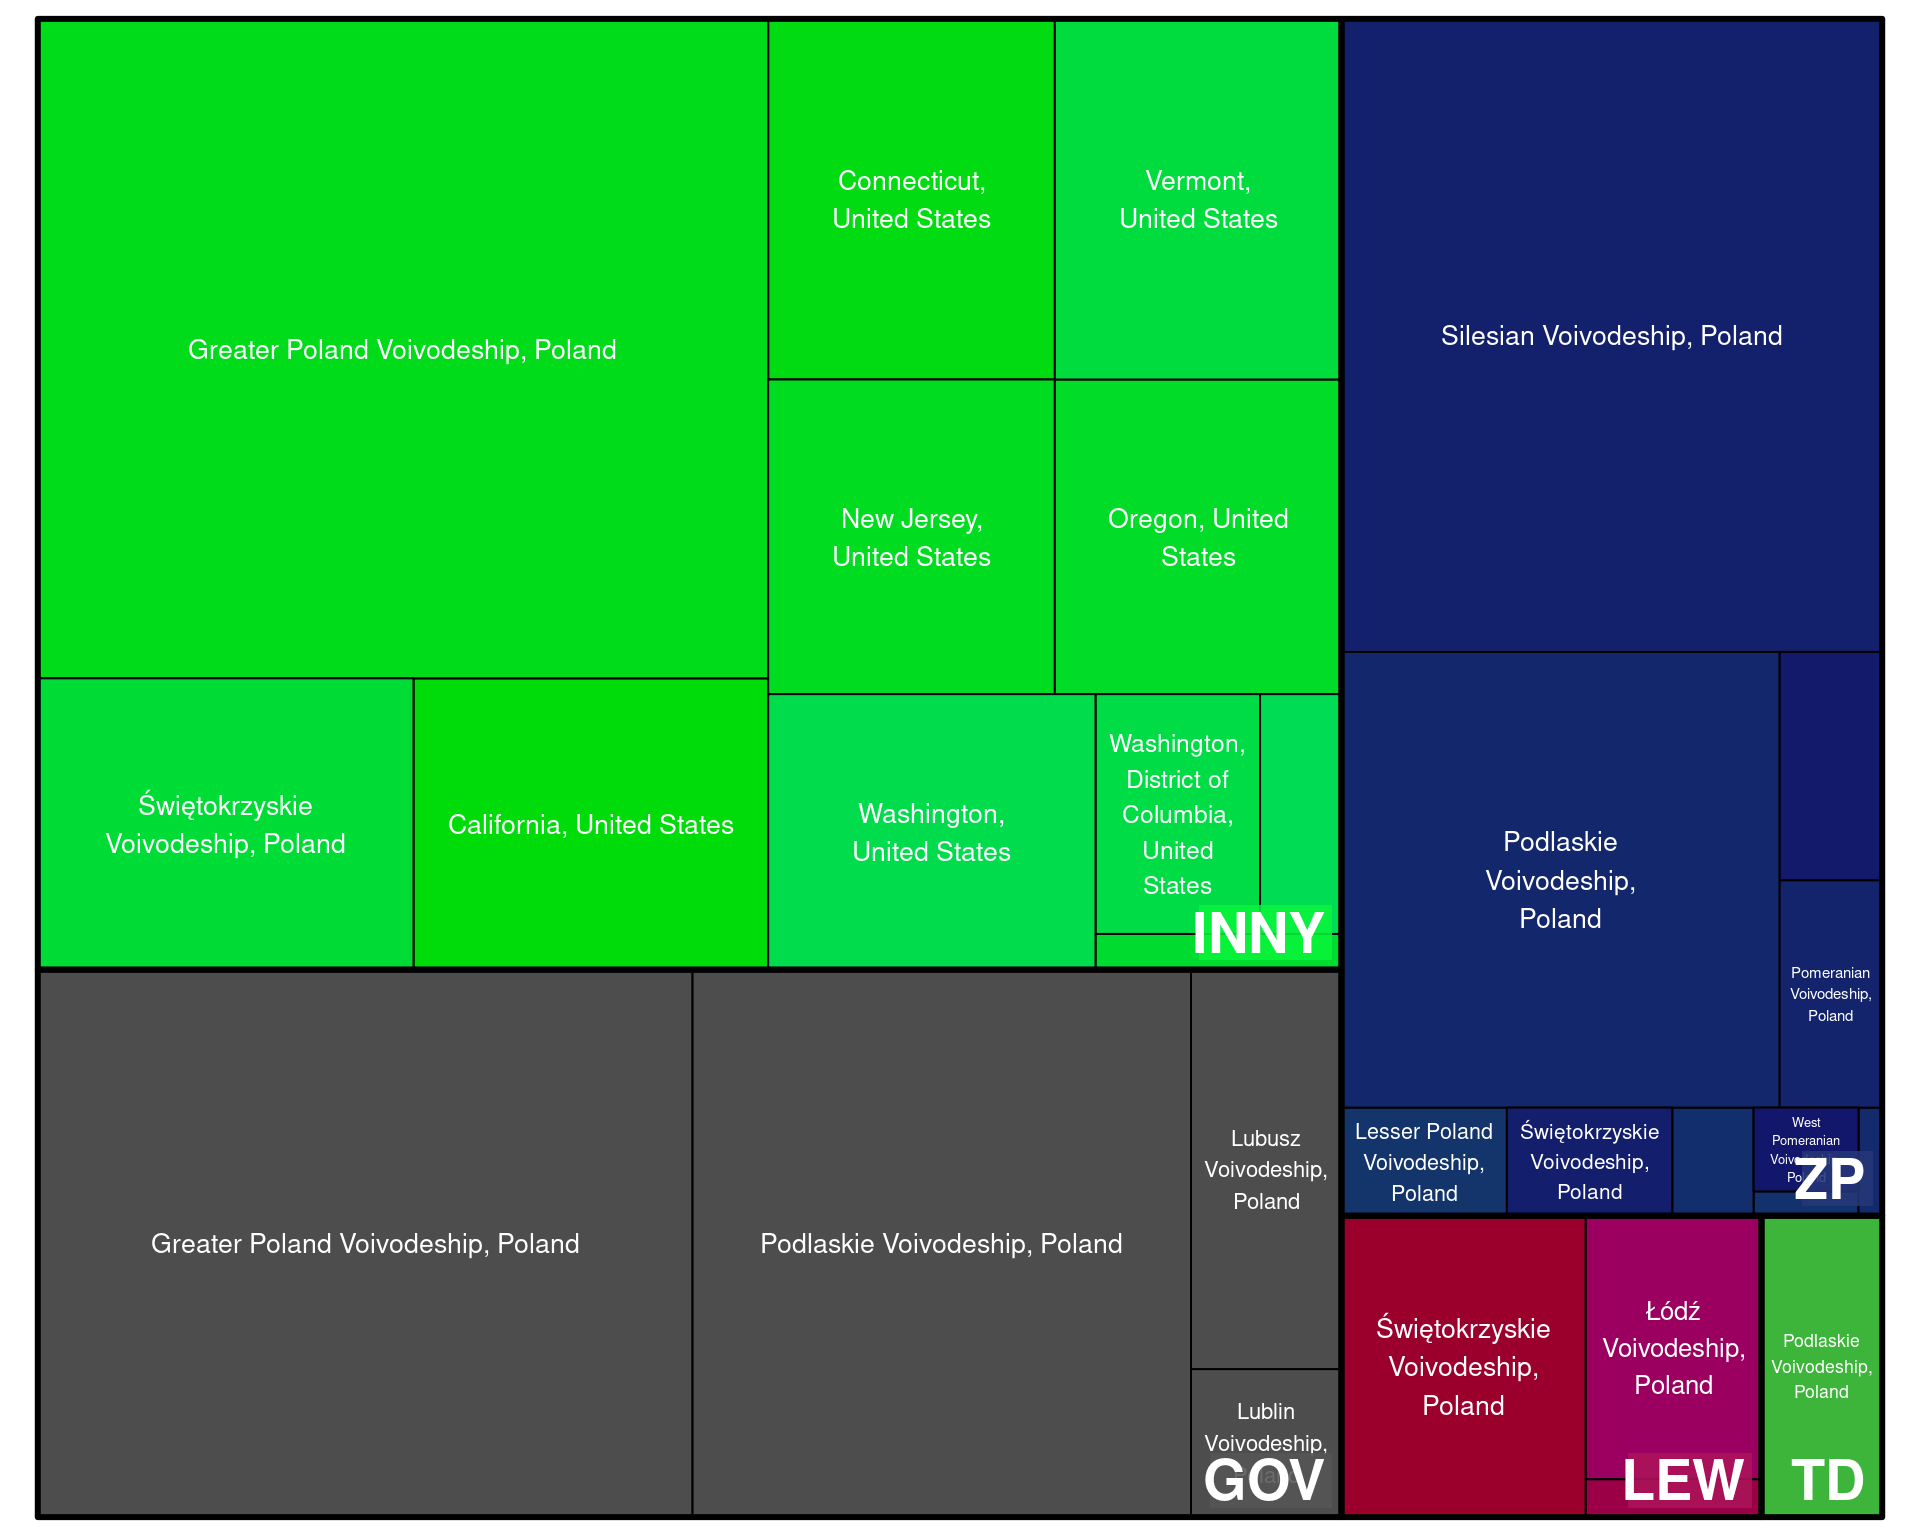 Greater Poland Voivodeship, Poland
Connecticut,
United States
Vermont,
United States
New Jersey,
United States
Oregon, United
States
Świętokrzyskie
Voivodeship, Poland
California, United States
Washington,
United States
Washington,
District of
Columbia,
United
States
INNY
Greater Poland Voivodeship, Poland
Podlaskie Voivodeship, Poland
Lubusz
Voivodeship,
Poland
Lublin
Voivodeship,
GOV
Silesian Voivodeship, Poland
Podlaskie
Voivodeship,
Poland
Pomeranian
Voivodeship,
Poland
Lesser Poland
Voivodeship,
Poland
Świętokrzyskie
Voivodeship,
Poland
West
Pomeranian
ZP
Świętokrzyskie
Voivodeship,
Poland
Łódź
Voivodeship,
Poland
LEW
Podlaskie
Voivodeship,
Poland
TD